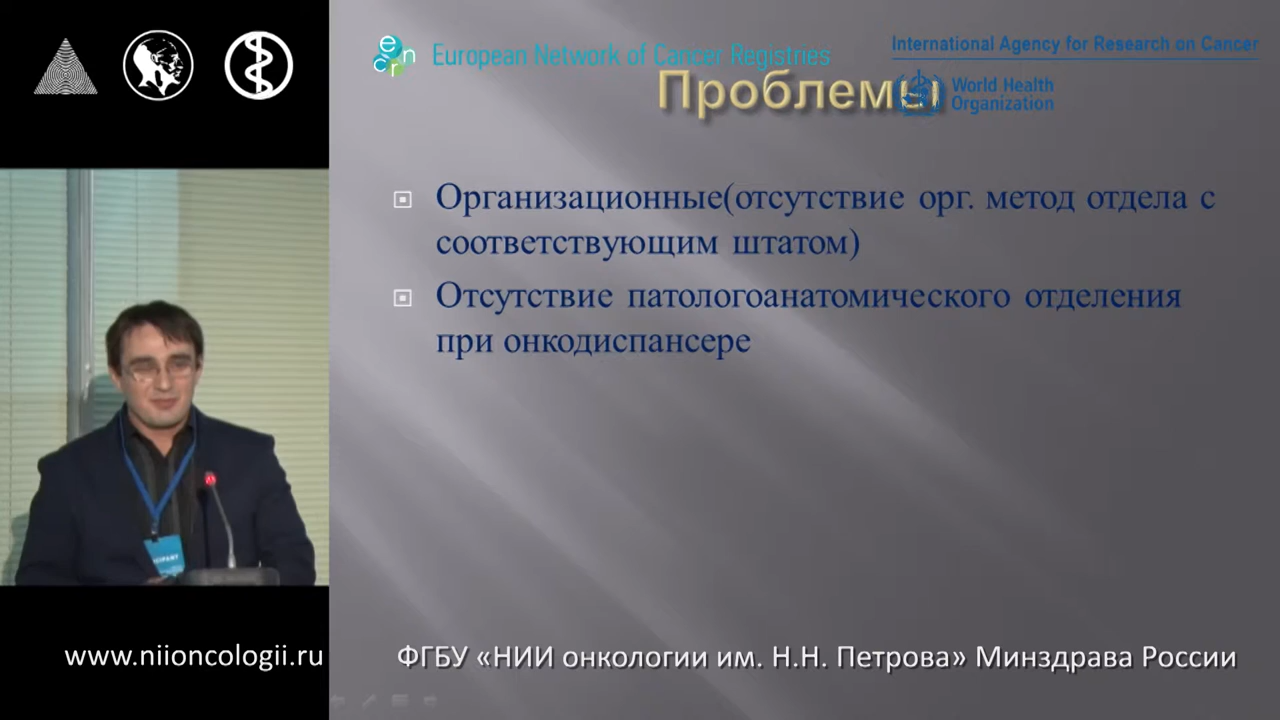 European Network of Cancer Registries
International Agency for Research on Cancer
World Health
Organization
Проблемы
Организационные(отсутствие орг. метод отдела с
соответствующим штатом)
Отсутствие патологоанатомического отделения
при онкодиспансере
www.niioncologii.ru
ФГБУ «НИИ онкологии им. Н.Н. Петрова» Минздрава России